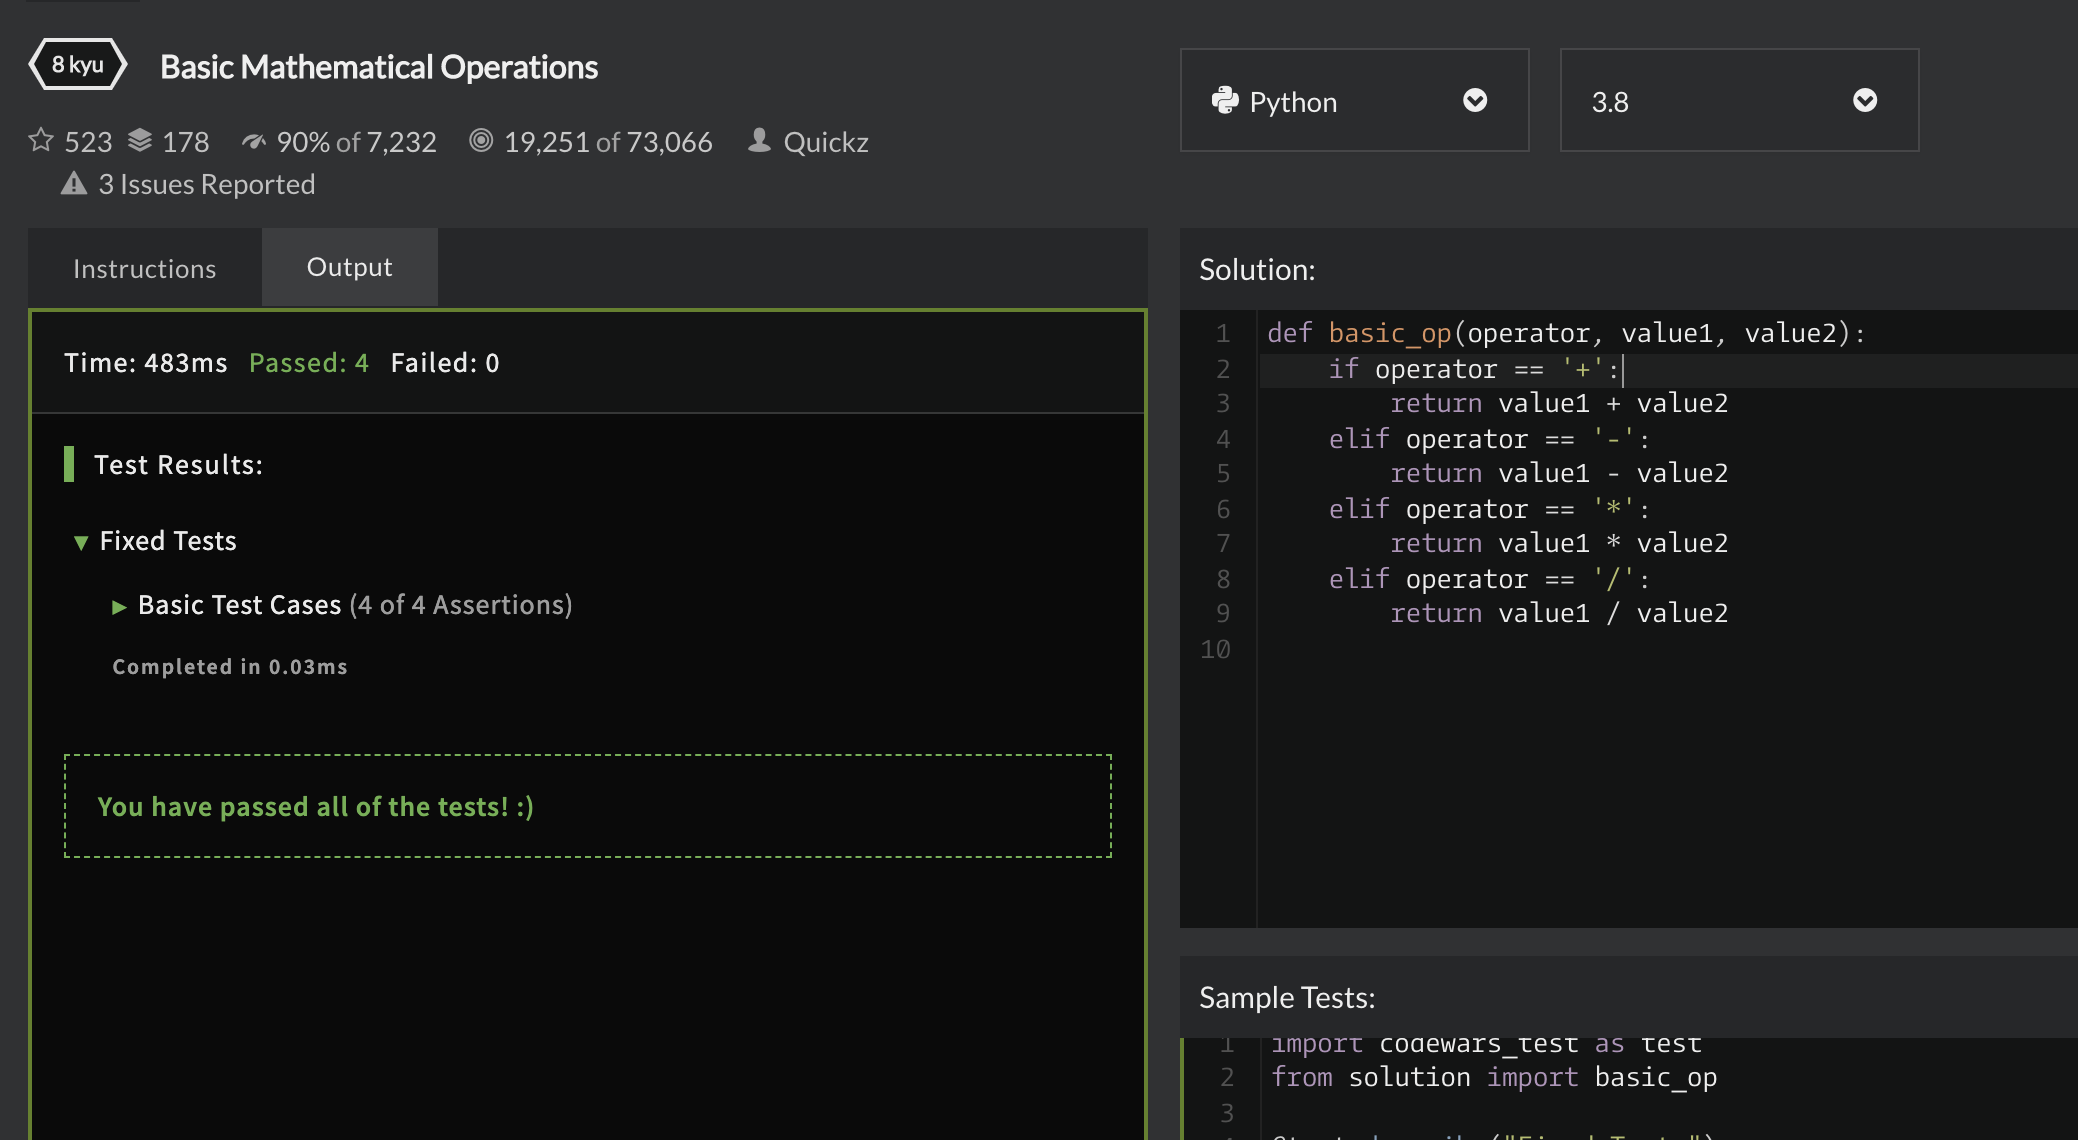 8 kyu
Basic Mathematical Operations
523 178 90% of 7,232 19,251 of 73,066 Quickz
3 Issues Reported
Python
3.8
Instructions
Output
Time: 483ms Passed: 4 Failed: 0
Test Results:
▼ Fixed Tests
▶ Basic Test Cases (4 of 4 Assertions)
Completed in 0.03ms
You have passed all of the tests! :)
Solution:
1 def basic_op(operator, value1, value2):
2     if operator == '+':
3         return value1 + value2
4     elif operator == '-':
5         return value1 - value2
6     elif operator == '*':
7         return value1 * value2
8     elif operator == '/':
9         return value1 / value2
10
Sample Tests:
1 import codewars_test as test
2 from solution import basic_op
3